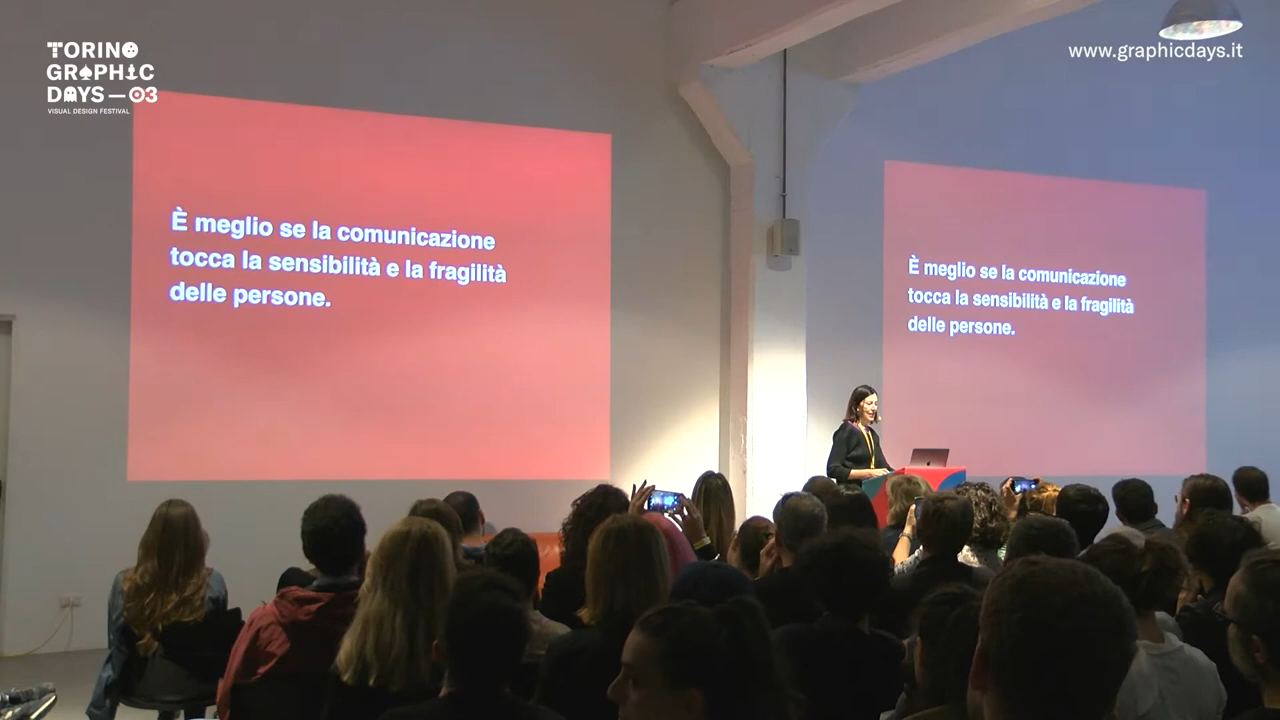 TORINO
GRAPHIC
DAYS—03
VISUAL DESIGN FESTIVAL
www.graphicdays.it
È meglio se la comunicazione
tocca la sensibilità e la fragilità
delle persone.
È meglio se la comunicazione
tocca la sensibilità e la fragilità
delle persone.